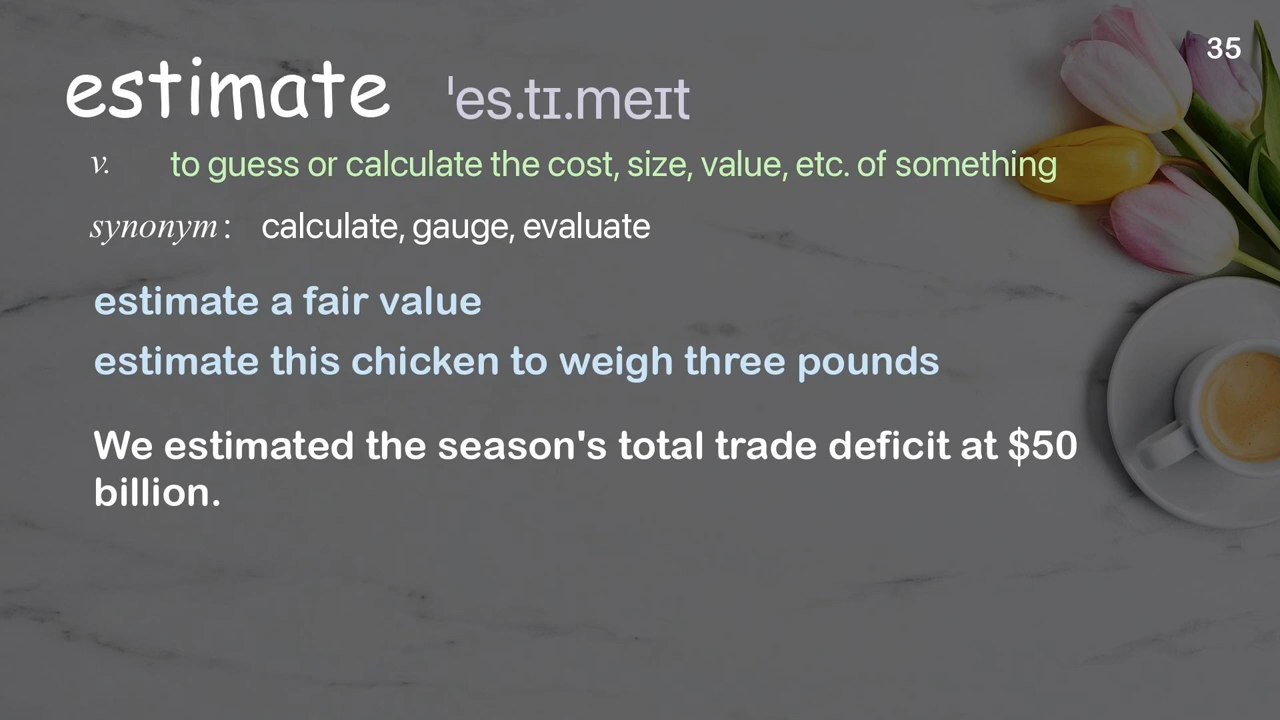 35
estimate ˈes.tɪ.meɪt
v. to guess or calculate the cost, size, value, etc. of something
synonym: calculate, gauge, evaluate
estimate a fair value
estimate this chicken to weigh three pounds
We estimated the season's total trade deficit at $50
billion.